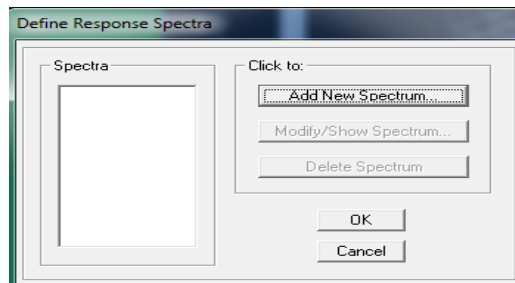 Define Response Spectra
Spectra
Click to:
Add New Spectrum...
Modify/Show Spectrum...
Delete Spectrum
OK
Cancel